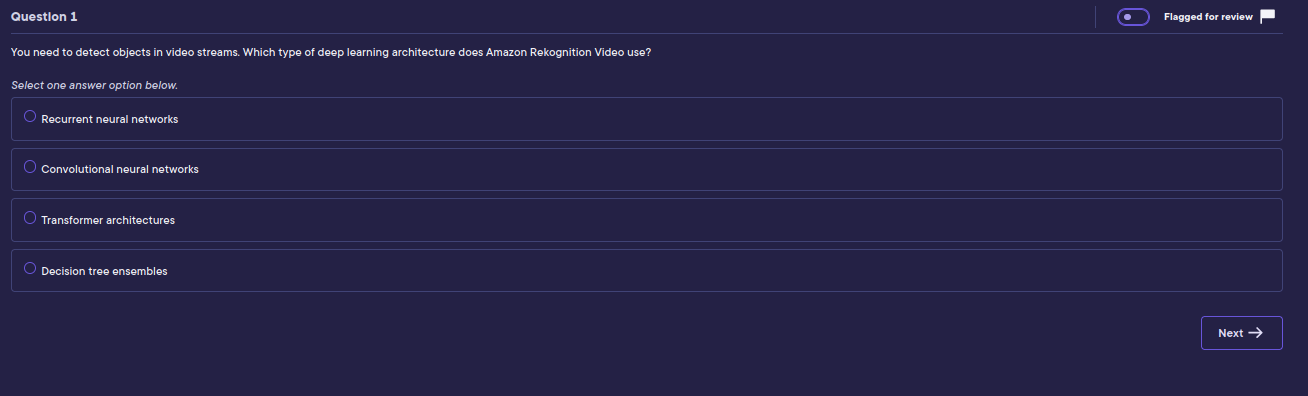 Question 1
Flagged for review
You need to detect objects in video streams. Which type of deep learning architecture does Amazon Rekognition Video use?
Select one answer option below.
Recurrent neural networks
Convolutional neural networks
Transformer architectures
Decision tree ensembles
Next